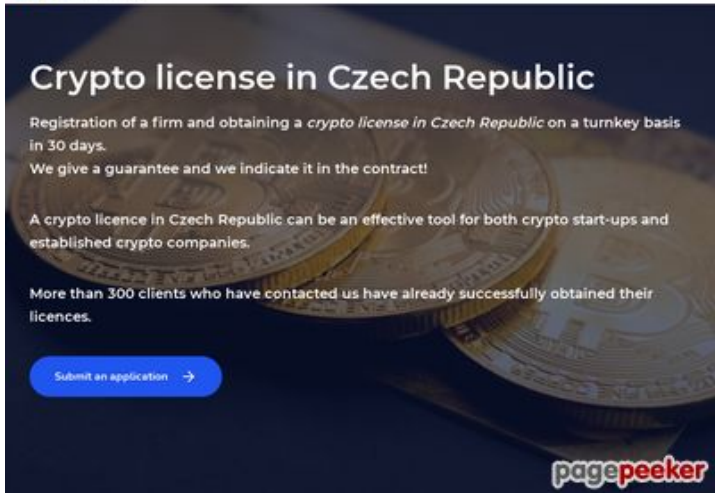 Crypto license in Czech Republic
Registration of a firm and obtaining a crypto license in Czech Republic on a turnkey basis
in 30 days.
We give a guarantee and we indicate it in the contract!
A crypto licence in Czech Republic can be an effective tool for both crypto start-ups and
established crypto companies.
More than 300 clients who have contacted us have already successfully obtained their
licences.
Submit an application
pagepeeker